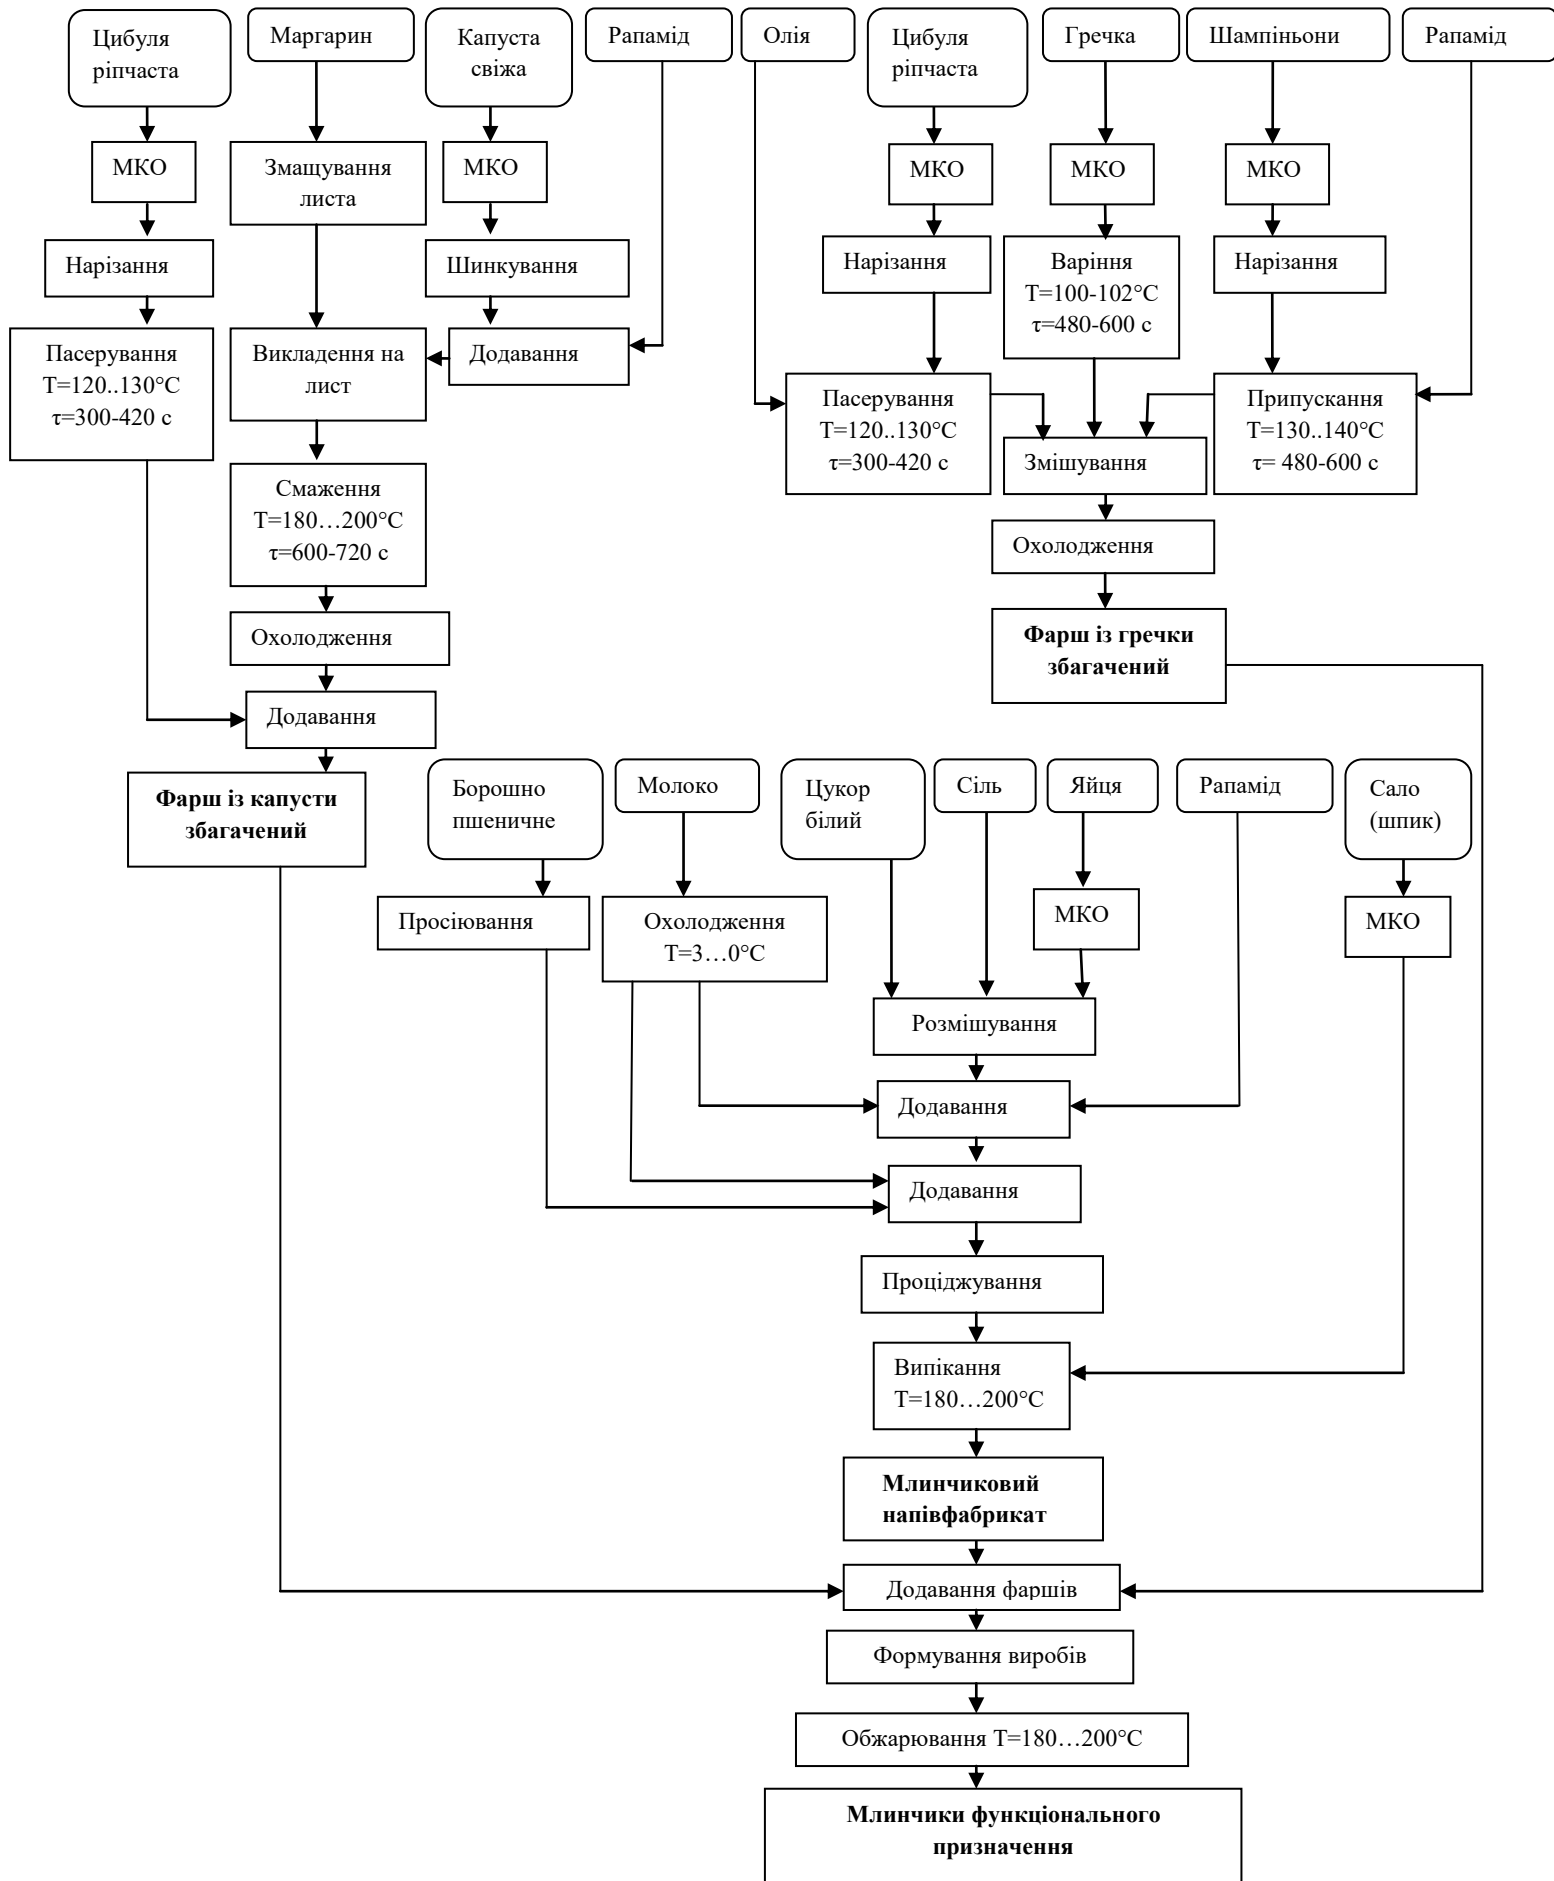 Цибуля
ріпчаста
Маргарин
Капуста
свіжа
Рапамід
Олія
Цибуля
ріпчаста
Гречка
Шампіньони
Рапамід
МКО
Змащування
листа
МКО
МКО
МКО
МКО
Нарізання
Шинкування
Нарізання
Варіння
Т=100-102°С
τ=480-600 с
Нарізання
Пасерування
Т=120..130°С
τ=300-420 с
Викладення на
лист
Додавання
Пасерування
Т=120..130°С
τ=300-420 с
Змішування
Припускання
Т=130..140°С
τ= 480-600 с
Смаження
Т=180…200°С
τ=600-720 с
Охолодження
Охолодження
Фарш із гречки
збагачений
Додавання
Фарш із капусти
збагачений
Борошно
пшеничне
Молоко
Цукор
білий
Сіль
Яйця
Рапамід
Сало
(шпик)
Просіювання
Охолодження
Т=3…0°С
МКО
МКО
Розмішування
Додавання
Додавання
Проціджування
Випікання
Т=180…200°С
Млинчиковий
напівфабрикат
Додавання фаршів
Формування виробів
Обжарювання Т=180…200°С
Млинчики функціонального
призначення